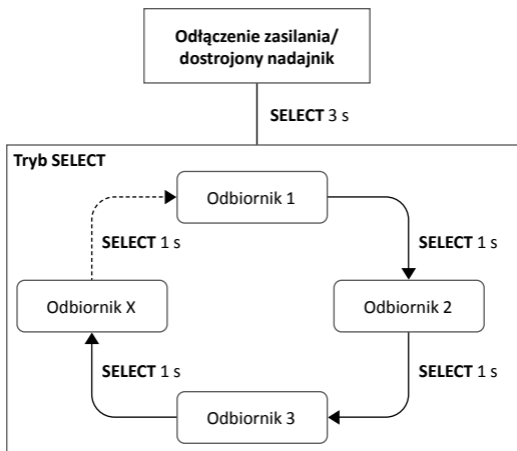 Odłączenie zasilania/
dostrojony nadajnik
SELECT 3 s
Tryb SELECT
Odbiornik 1
SELECT 1 s
SELECT 1 s
Odbiornik X
Odbiornik 2
SELECT 1 s
SELECT 1 s
Odbiornik 3